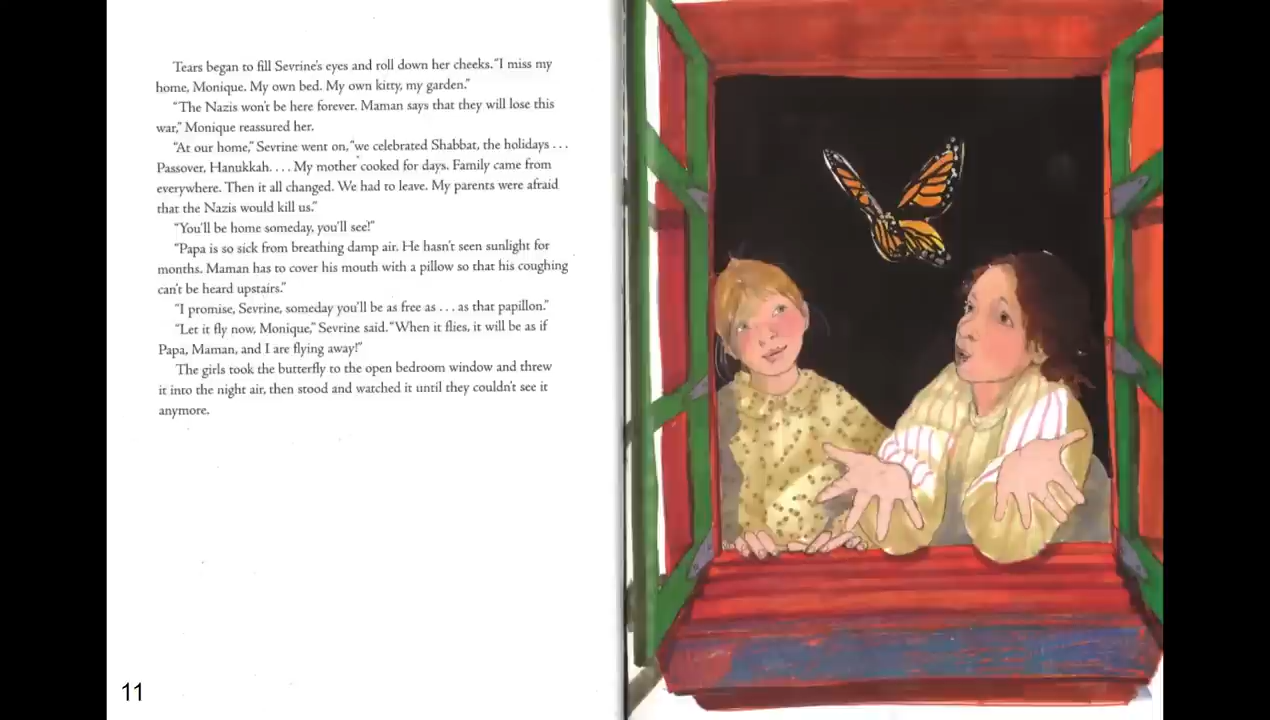 Tears began to fill Sevrine's eyes and roll down her cheeks. "I miss my
home, Monique. My own bed. My own kitty, my garden."
"The Nazis won't be here forever. Maman says that they will lose this
war," Monique reassured her.
"At our home," Sevrine went on, "we celebrated Shabbat, the holidays . . .
Passover, Hanukkah. . . . My mother cooked for days. Family came from
everywhere. Then it all changed. We had to leave. My parents were afraid
that the Nazis would kill us."
"You'll be home someday, you'll see!"
"Papa is so sick from breathing damp air. He hasn't seen sunlight for
months. Maman has to cover his mouth with a pillow so that his coughing
can't be heard upstairs."
"I promise, Sevrine, someday you'll be as free as . . . as that papillon."
"Let it fly now, Monique," Sevrine said. "When it flies, it will be as if
Papa, Maman, and I are flying away!"
The girls took the butterfly to the open bedroom window and threw
it into the night air, then stood and watched it until they couldn't see it
anymore.
11